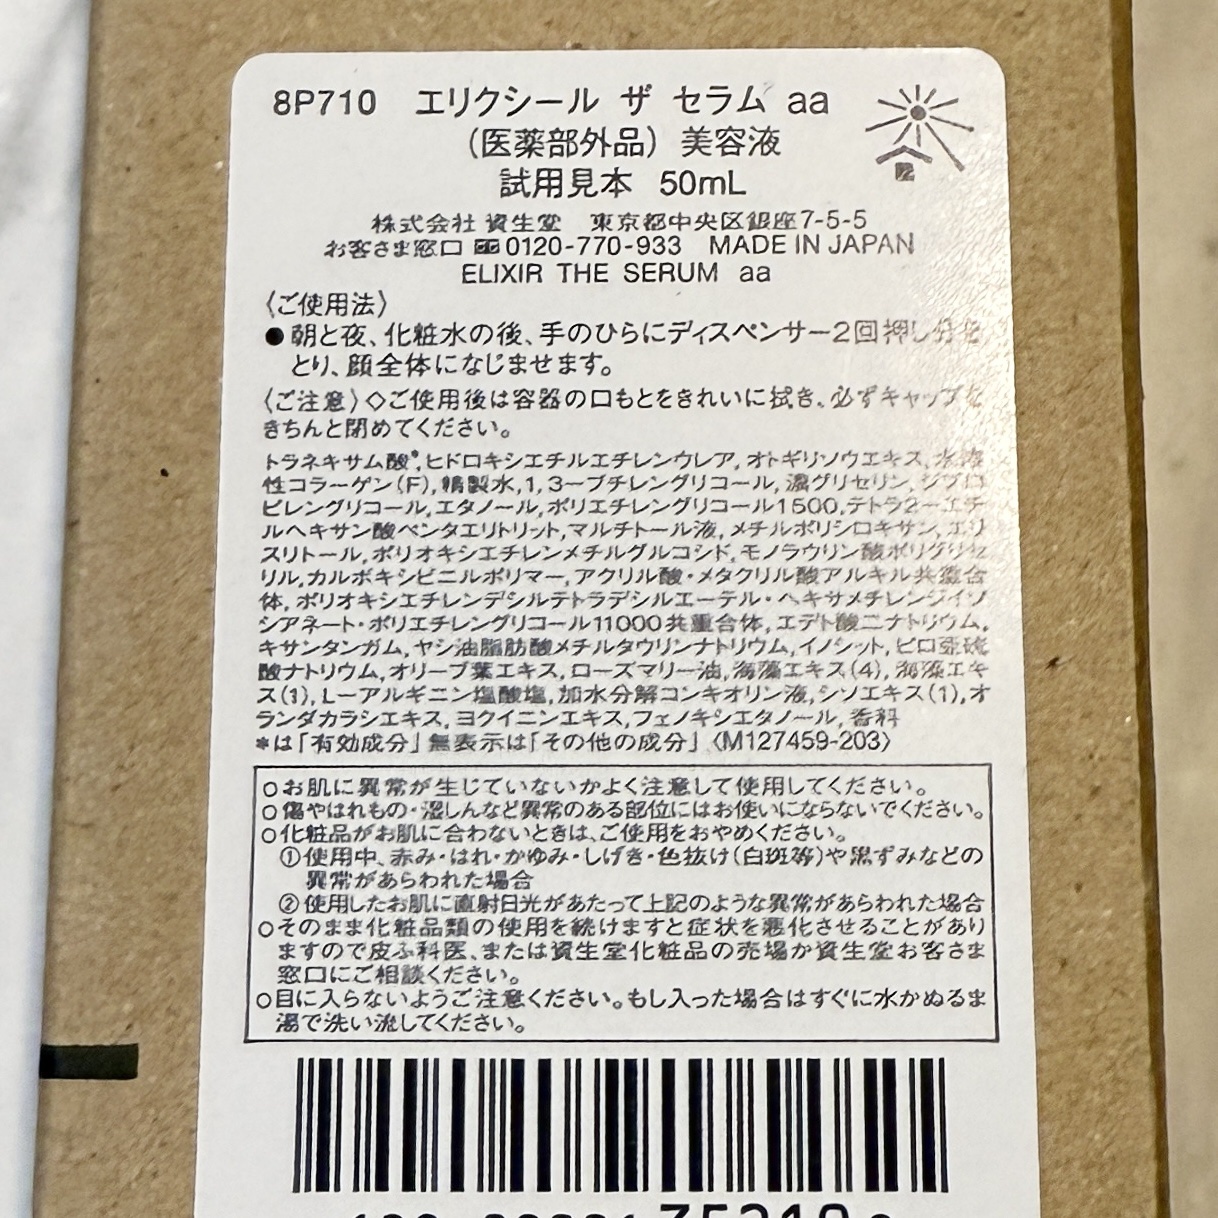 8P710 エリクシール ザ セラム aa
(医薬部外品) 美容液
試用見本 50mL
株式会社 資生堂 東京都中央区銀座7-5-5
お客さま窓口 0120-770-933 MADE IN JAPAN
ELIXIR THE SERUM aa
〈ご使用法〉
●朝と夜、化粧水の後、手のひらにディスペンサー2回押し分を
とり、顔全体になじませます。
〈ご注意〉◇ご使用後は容器の口もとをきれいに拭き、必ずキャップを
きちんと閉めてください。
トラネキサム酸*,ヒドロキシエチルエチレンウレア,オトギリソウエキス,水溶
性コラーゲン(F),精製水,1,3ーブチレングリコール,濃グリセリン,ジプロ
ピレングリコール,エタノール,ポリエチレングリコール1500,テトラ2ーエチ
ルヘキサン酸ペンタエリトリット,マルチトール液,メチルポリシロキサン,エリ
スリトール,ポリオキシエチレンメチルグルコシド,モノラウリン酸ポリグリセ
リル,カルボキシビニルポリマー,アクリル酸・メタクリル酸アルキル共重合
体,ポリオキシエチレンデシルテトラデシルエーテル・ヘキサメチレンジイソ
シアネート・ポリエチレングリコール11000共重合体,エデト酸二ナトリウム,
キサンタンガム,ヤシ油脂肪酸メチルタウリンナトリウム,イノシット,ピロ亜硫
酸ナトリウム,オリーブ葉エキス,ローズマリー油,海藻エキス(4),海藻エキ
ス(1),Lーアルギニン塩酸塩,加水分解コンキオリン液,シソエキス(1),オ
ランダカラシエキス,ヨクイニンエキス,フェノキシエタノール,香料
*は「有効成分」無表示は「その他の成分」〈M127459-203〉
○お肌に異常が生じていないかよく注意して使用してください。
○傷やはれもの・湿しんなど異常のある部位にはお使いにならないでください。
○化粧品がお肌に合わないときは、ご使用をおやめください。
①使用中、赤み・はれ・かゆみ・しげき・色抜け(白斑等)や黒ずみなどの
異常があらわれた場合
②使用したお肌に直射日光があたって上記のような異常があらわれた場合
○そのまま化粧品類の使用を続けますと症状を悪化させることがあり
ますので皮ふ科医、または資生堂化粧品の売場か資生堂お客さま
窓口にご相談ください。
○目に入らないようご注意ください。もし入った場合はすぐに水かぬるま
湯で洗い流してください。